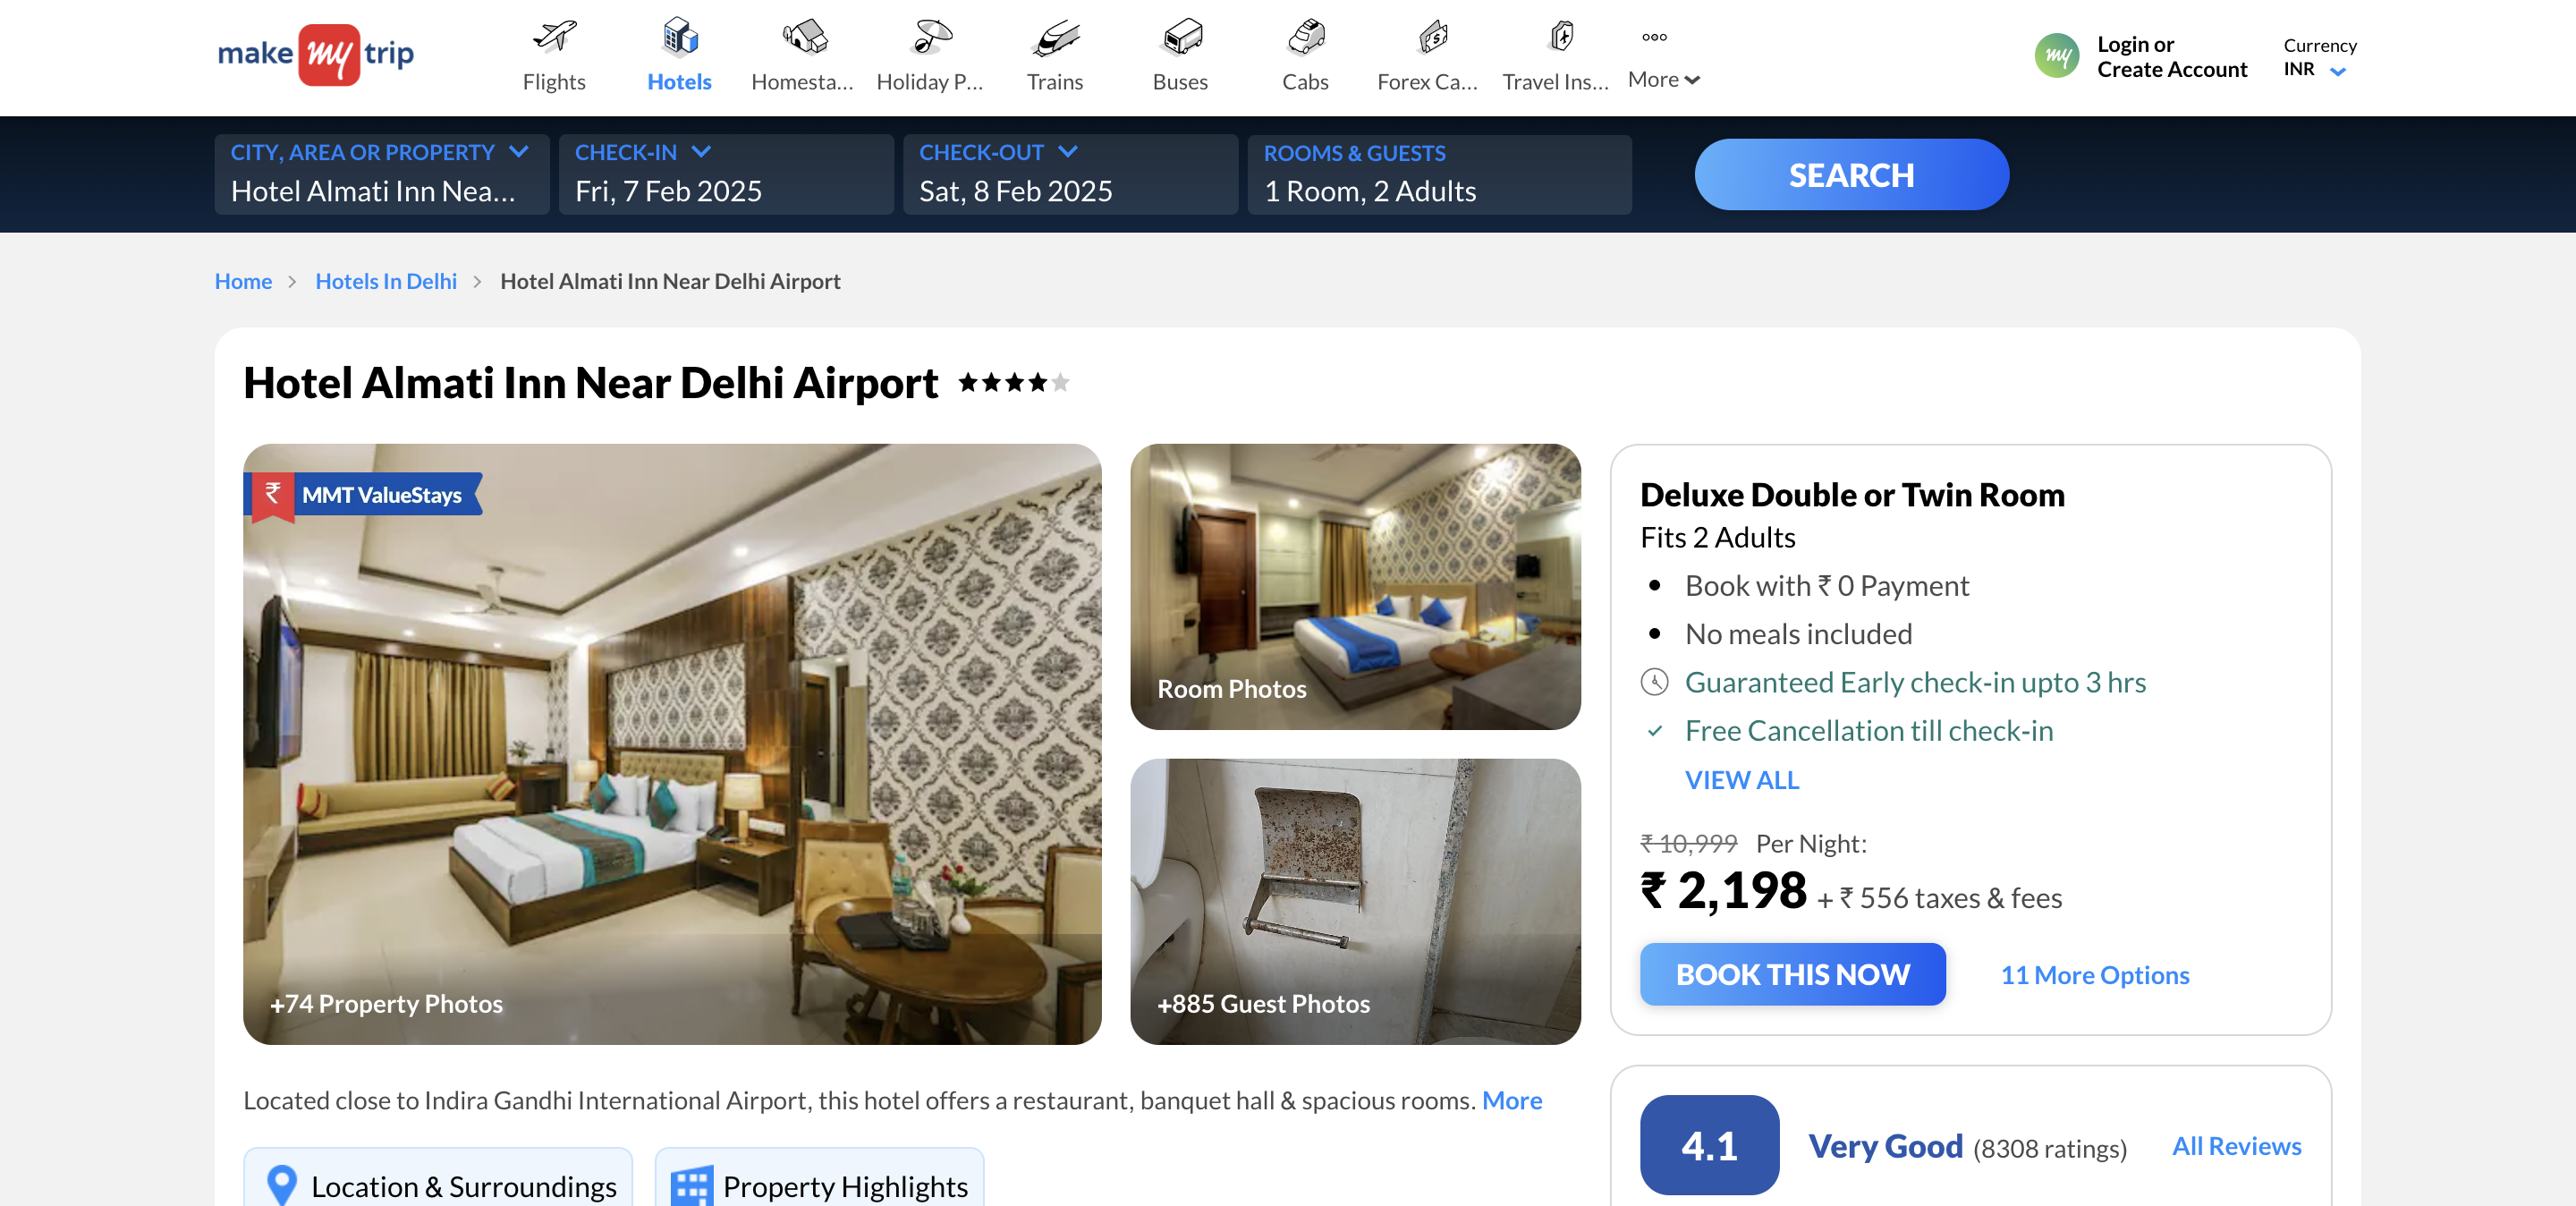 make my trip
Flights
Hotels
Homesta...
Holiday P...
Trains
Buses
Cabs
Forex Ca...
Travel Ins...
More
my
Login or
Create Account
Currency
INR
CITY, AREA OR PROPERTY
Hotel Almati Inn Nea...
CHECK-IN
Fri, 7 Feb 2025
CHECK-OUT
Sat, 8 Feb 2025
ROOMS & GUESTS
1 Room, 2 Adults
SEARCH
Home > Hotels In Delhi > Hotel Almati Inn Near Delhi Airport
Hotel Almati Inn Near Delhi Airport
₹ MMT ValueStays
+74 Property Photos
Room Photos
+885 Guest Photos
Deluxe Double or Twin Room
Fits 2 Adults
Book with ₹ 0 Payment
No meals included
Guaranteed Early check-in upto 3 hrs
Free Cancellation till check-in
VIEW ALL
₹ 10,999 Per Night:
₹ 2,198 + ₹ 556 taxes & fees
BOOK THIS NOW
11 More Options
Located close to Indira Gandhi International Airport, this hotel offers a restaurant, banquet hall & spacious rooms. More
4.1 Very Good (8308 ratings) All Reviews
Location & Surroundings
Property Highlights